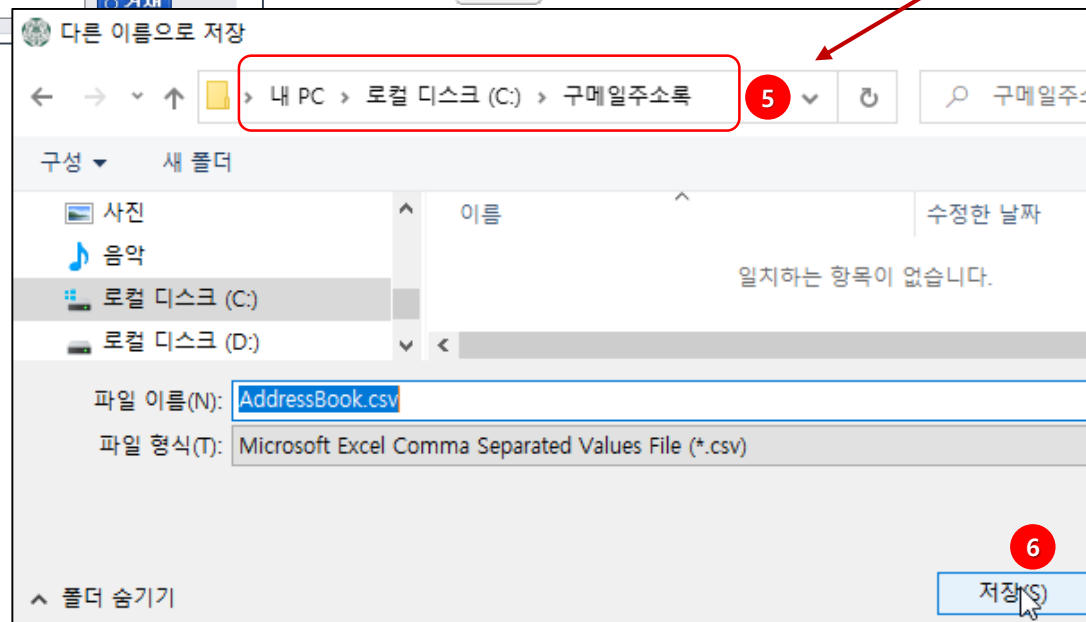 다른 이름으로 저장
내 PC > 로컬 디스크 (C:) > 구메일주소록
5
구메일주
구성
새 폴더
사진
음악
로컬 디스크 (C:)
로컬 디스크 (D:)
이름
수정한 날짜
일치하는 항목이 없습니다.
파일 이름(N): AddressBook.csv
파일 형식(T): Microsoft Excel Comma Separated Values File (*.csv)
6
폴더 숨기기
저장(S)